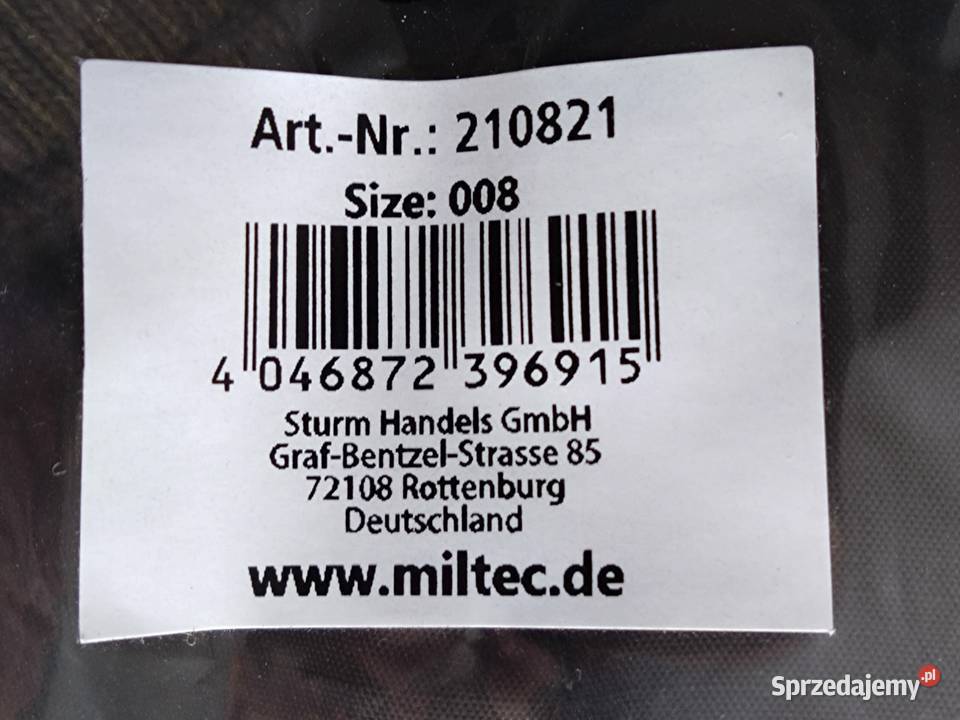 Art.-Nr.: 210821
Size: 008
4 046872 396915
Sturm Handels GmbH
Graf-Bentzel-Strasse 85
72108 Rottenburg
Deutschland
www.miltec.de
Sprzedajemy.pl